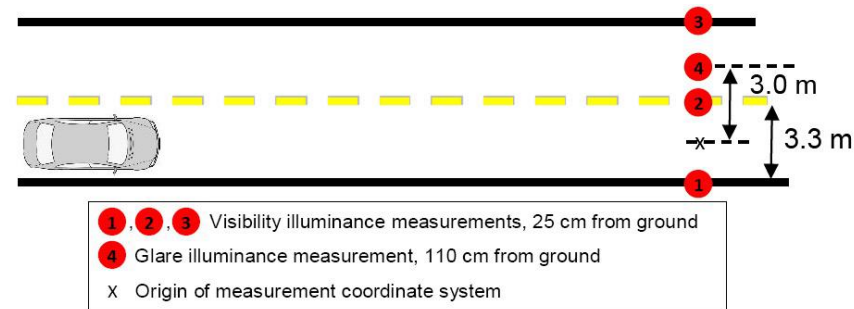 3
4
3.0 m
2
x
3.3 m
1
1 , 2 , 3 Visibility illuminance measurements, 25 cm from ground
4 Glare illuminance measurement, 110 cm from ground
x Origin of measurement coordinate system